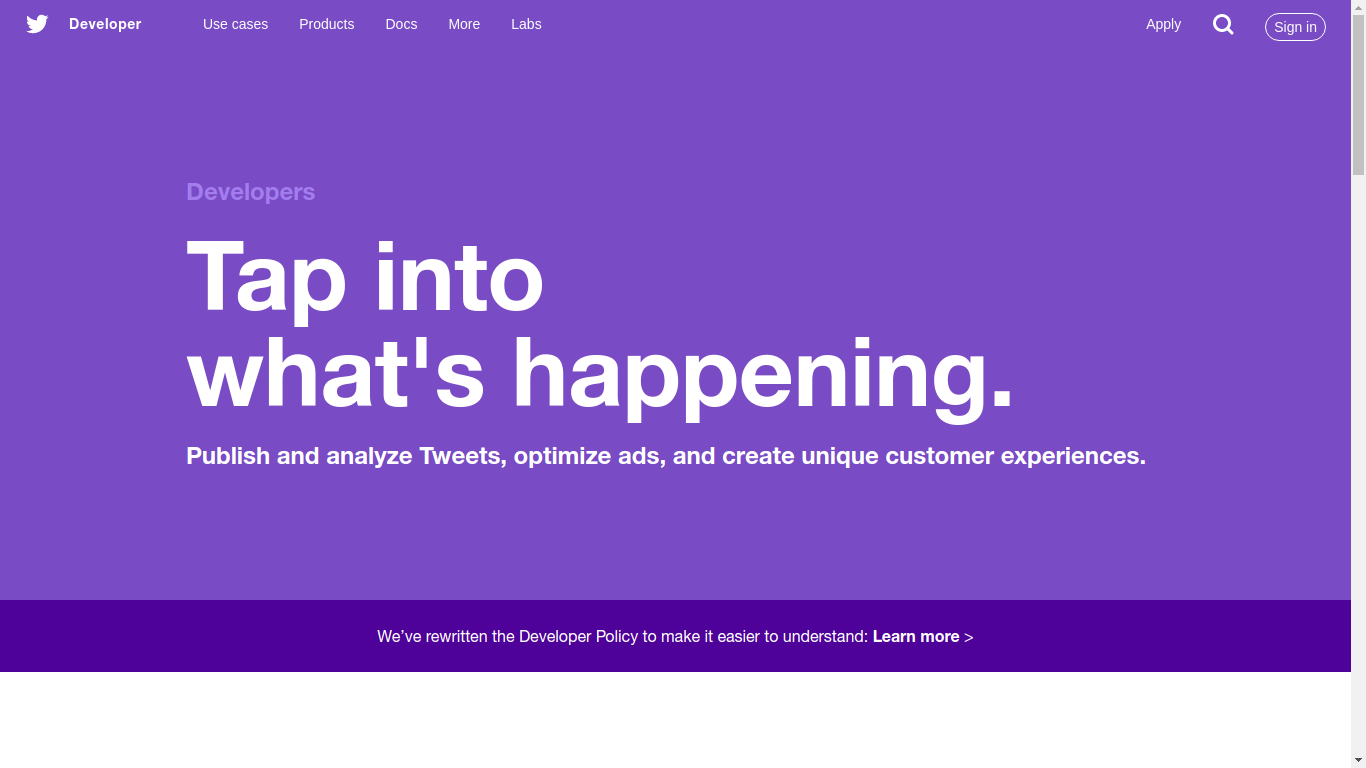 Developer
Use cases
Products
Docs
More
Labs
Apply
Sign in
Developers
Tap into
what's happening.
Publish and analyze Tweets, optimize ads, and create unique customer experiences.
We’ve rewritten the Developer Policy to make it easier to understand: Learn more >